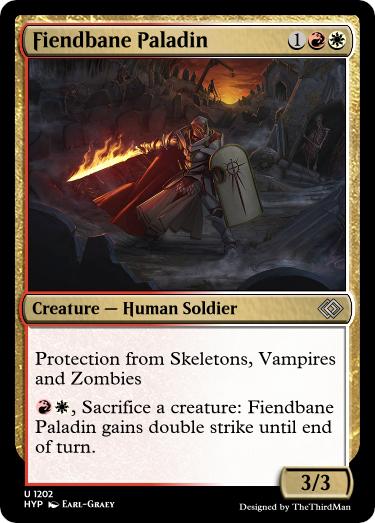 Fiendbane Paladin 1
Creature — Human Soldier
Protection from Skeletons, Vampires
and Zombies
, Sacrifice a creature: Fiendbane
Paladin gains double strike until end
of turn.
3/3
U 1202
HYP Earl-Graey
Designed by TheThirdMan